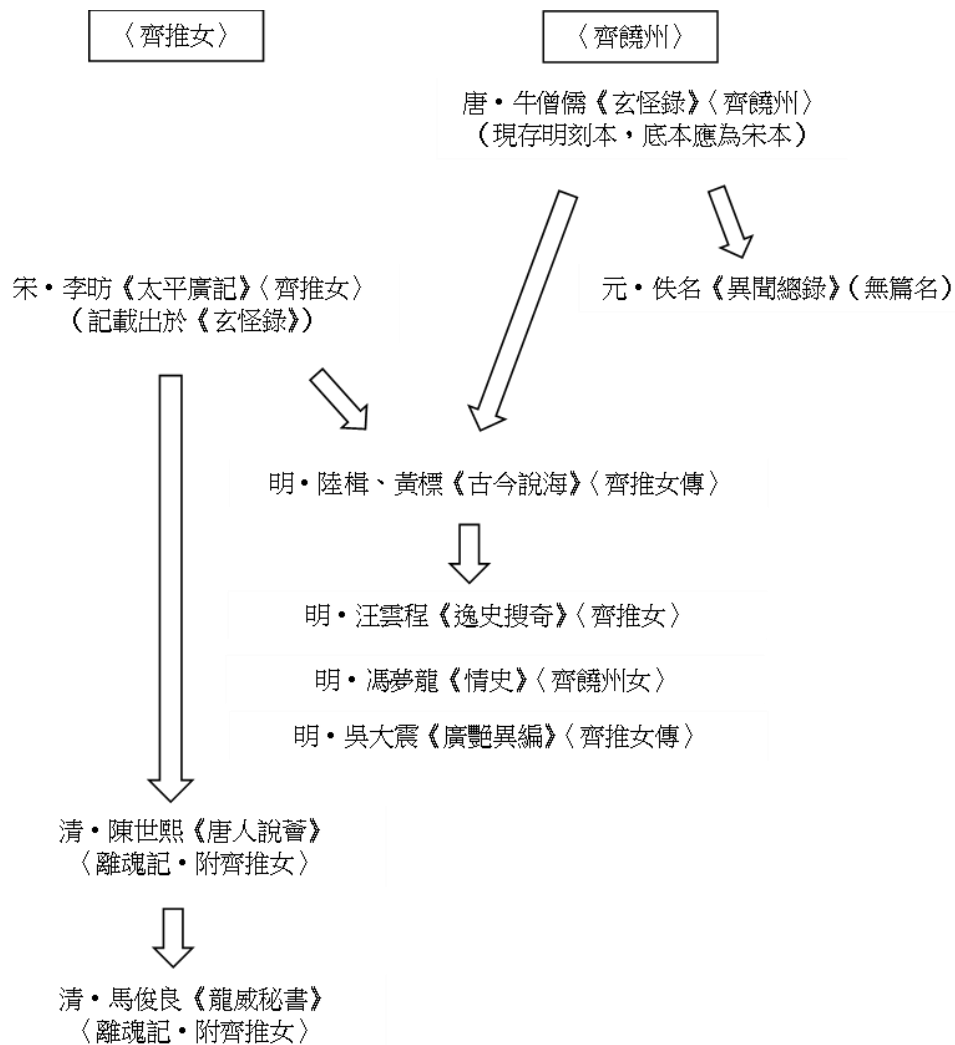 〈齊推女〉
〈齊饒州〉
唐•牛僧儒《玄怪錄》〈齊饒州〉
（現存明刻本，底本應為宋本）
宋•李昉《太平廣記》〈齊推女〉
（記載出於《玄怪錄》）
元•佚名《異聞總錄》（無篇名）
明•陸楫、黃標《古今說海》〈齊推女傳〉
明•汪雲程《逸史搜奇》〈齊推女〉
明•馮夢龍《情史》〈齊饒州女〉
明•吳大震《廣艷異編》〈齊推女傳〉
清•陳世熙《唐人說薈》
〈離魂記•附齊推女〉
清•馬俊良《龍威秘書》
〈離魂記•附齊推女〉